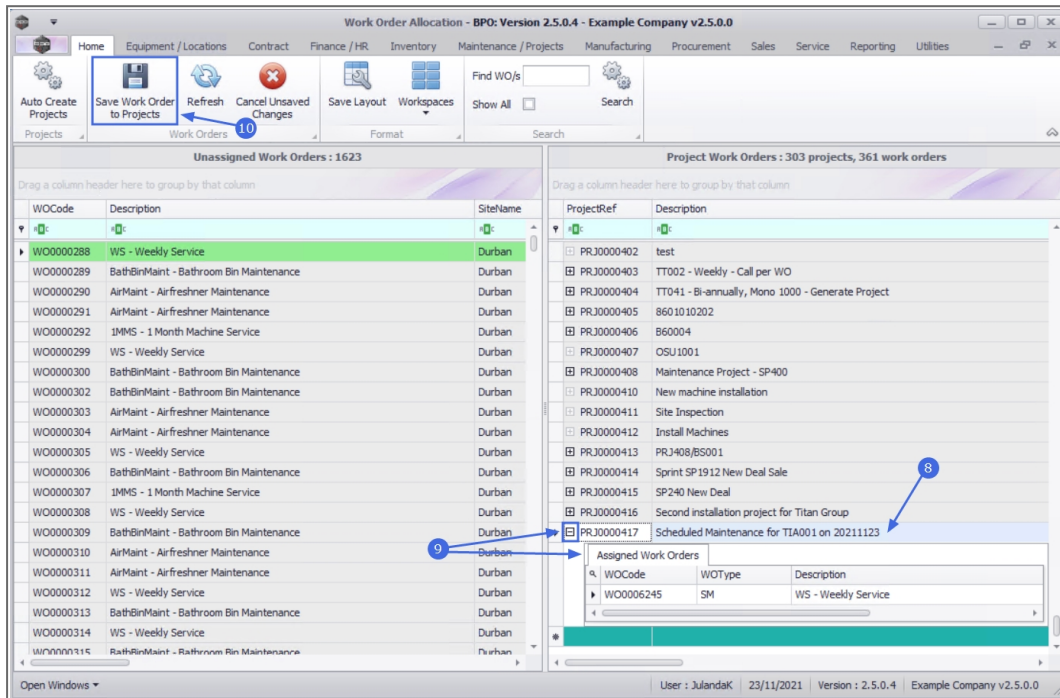 Work Order Allocation - BPO: Version 2.5.0.4 - Example Company v2.5.0.0
Home Equipment / Locations Contract Finance / HR Inventory Maintenance / Projects Manufacturing Procurement Sales Service Reporting Utilities
Auto Create Projects
Save Work Order to Projects
Refresh
Cancel Unsaved Changes
Save Layout
Workspaces
Find WO/s
Show All
Search
10
Projects Work Orders Format Search
Unassigned Work Orders : 1623
Drag a column header here to group by that column
WOCode Description SiteName
WO0000288 WS - Weekly Service Durban
WO0000289 BathBinMaint - Bathroom Bin Maintenance Durban
WO0000290 AirMaint - Airfreshner Maintenance Durban
WO0000291 AirMaint - Airfreshner Maintenance Durban
WO0000292 1MMS - 1 Month Machine Service Durban
WO0000299 WS - Weekly Service Durban
WO0000300 BathBinMaint - Bathroom Bin Maintenance Durban
WO0000302 BathBinMaint - Bathroom Bin Maintenance Durban
WO0000303 AirMaint - Airfreshner Maintenance Durban
WO0000304 AirMaint - Airfreshner Maintenance Durban
WO0000305 WS - Weekly Service Durban
WO0000306 BathBinMaint - Bathroom Bin Maintenance Durban
WO0000307 1MMS - 1 Month Machine Service Durban
WO0000308 WS - Weekly Service Durban
WO0000309 BathBinMaint - Bathroom Bin Maintenance Durban
WO0000310 AirMaint - Airfreshner Maintenance Durban
WO0000311 AirMaint - Airfreshner Maintenance Durban
WO0000312 WS - Weekly Service Durban
WO0000313 BathBinMaint - Bathroom Bin Maintenance Durban
WO0000314 WS - Weekly Service Durban
WO0000315 BathBinMaint - Bathroom Bin Maintenance Durban
Project Work Orders : 303 projects, 361 work orders
Drag a column header here to group by that column
ProjectRef Description
PRJ0000402 test
PRJ0000403 TT002 - Weekly - Call per WO
PRJ0000404 TT041 - Bi-annually, Mono 1000 - Generate Project
PRJ0000405 8601010202
PRJ0000406 B60004
PRJ0000407 OSU1001
PRJ0000408 Maintenance Project - SP400
PRJ0000410 New machine installation
PRJ0000411 Site Inspection
PRJ0000412 Install Machines
PRJ0000413 PRJ408/BS001
PRJ0000414 Sprint SP1912 New Deal Sale
8
PRJ0000415 SP240 New Deal
PRJ0000416 Second installation project for Titan Group
PRJ0000417 Scheduled Maintenance for TIA001 on 20211123
9
Assigned Work Orders
WOCode WOType Description
WO0006245 SM WS - Weekly Service
Open Windows User : JulandaK 23/11/2021 Version : 2.5.0.4 Example Company v2.5.0.0